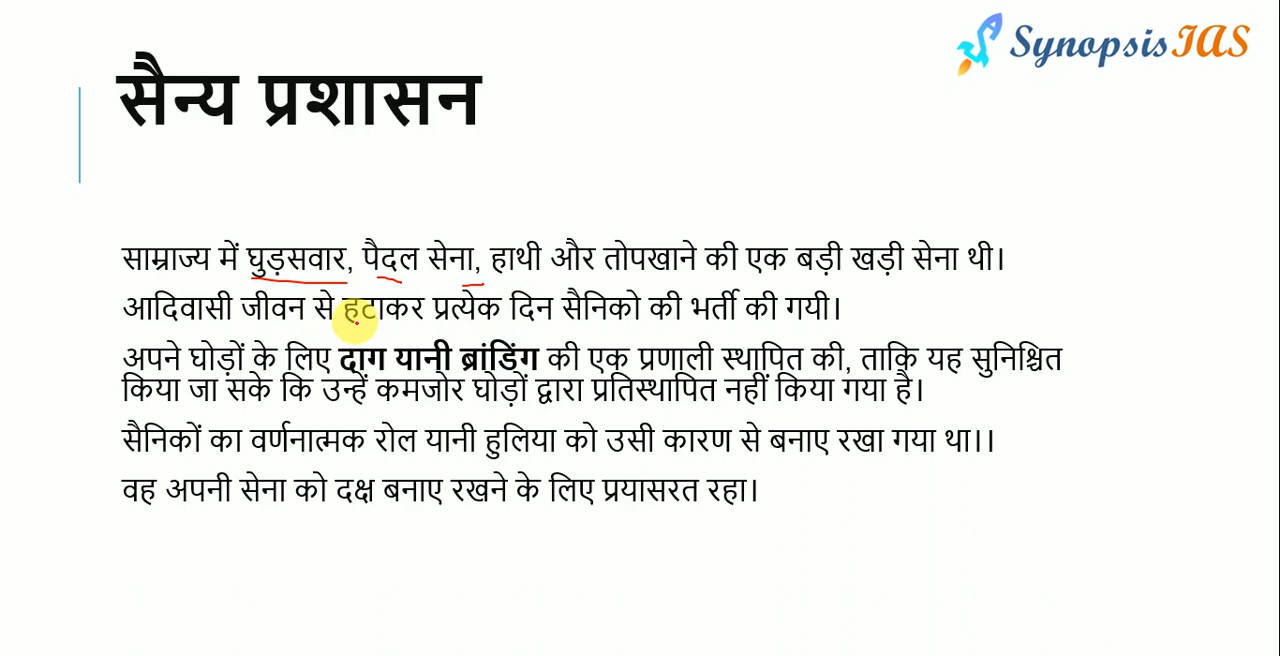 SynopsisIAS
सैन्य प्रशासन
साम्राज्य में घुड़सवार, पैदल सेना, हाथी और तोपखाने की एक बड़ी खड़ी सेना थी।
आदिवासी जीवन से हटाकर प्रत्येक दिन सैनिको की भर्ती की गयी।
अपने घोड़ों के लिए दाग यानी ब्रांडिंग की एक प्रणाली स्थापित की, ताकि यह सुनिश्चित
किया जा सके कि उन्हें कमजोर घोड़ों द्वारा प्रतिस्थापित नहीं किया गया है।
सैनिकों का वर्णनात्मक रोल यानी हुलिया को उसी कारण से बनाए रखा गया था।।
वह अपनी सेना को दक्ष बनाए रखने के लिए प्रयासरत रहा।